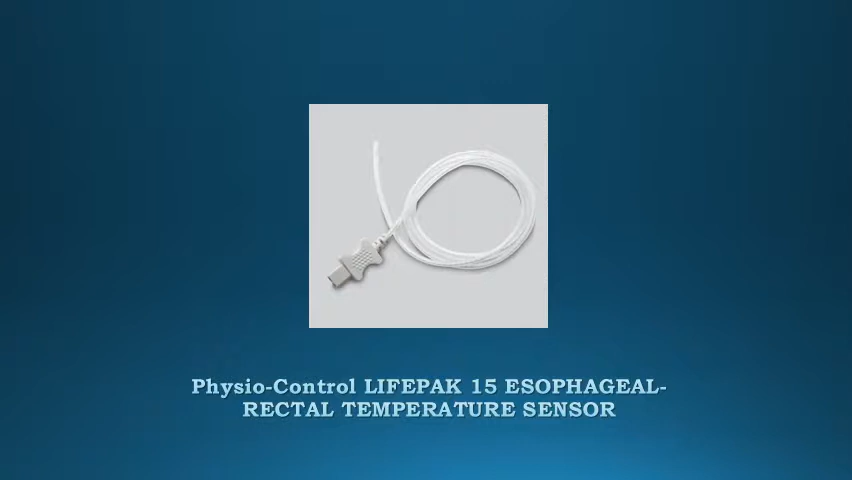 Physio-Control LIFEPAK 15 ESOPHAGEAL-
RECTAL TEMPERATURE SENSOR